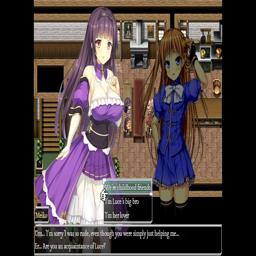 We're childhood friends
I'm Luce's big bro
I'm her lover
Meiko
Um... I'm sorry I was so rude, even though you were simply just helping me...
Er... Are you an acquaintance of Luce?